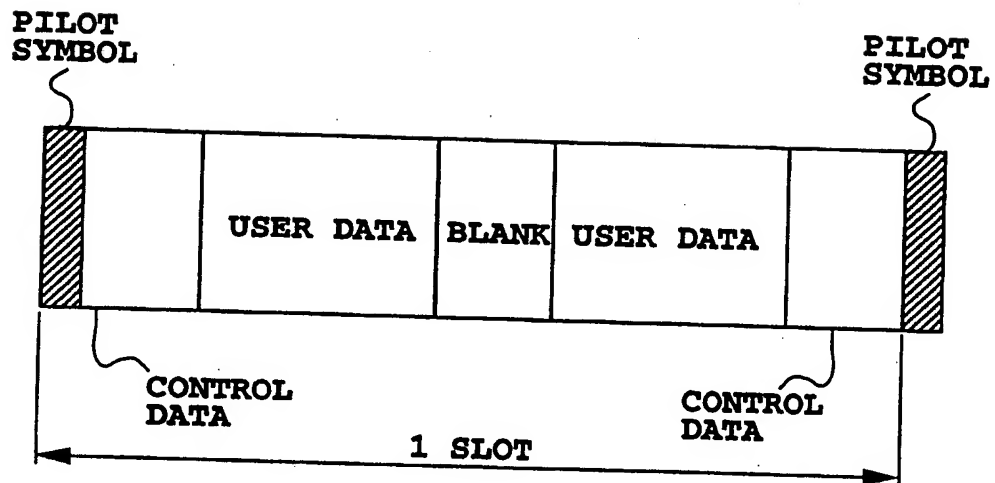 PILOT
SYMBOL
PILOT
SYMBOL
USER DATA
BLANK
USER DATA
CONTROL
DATA
CONTROL
DATA
1 SLOT